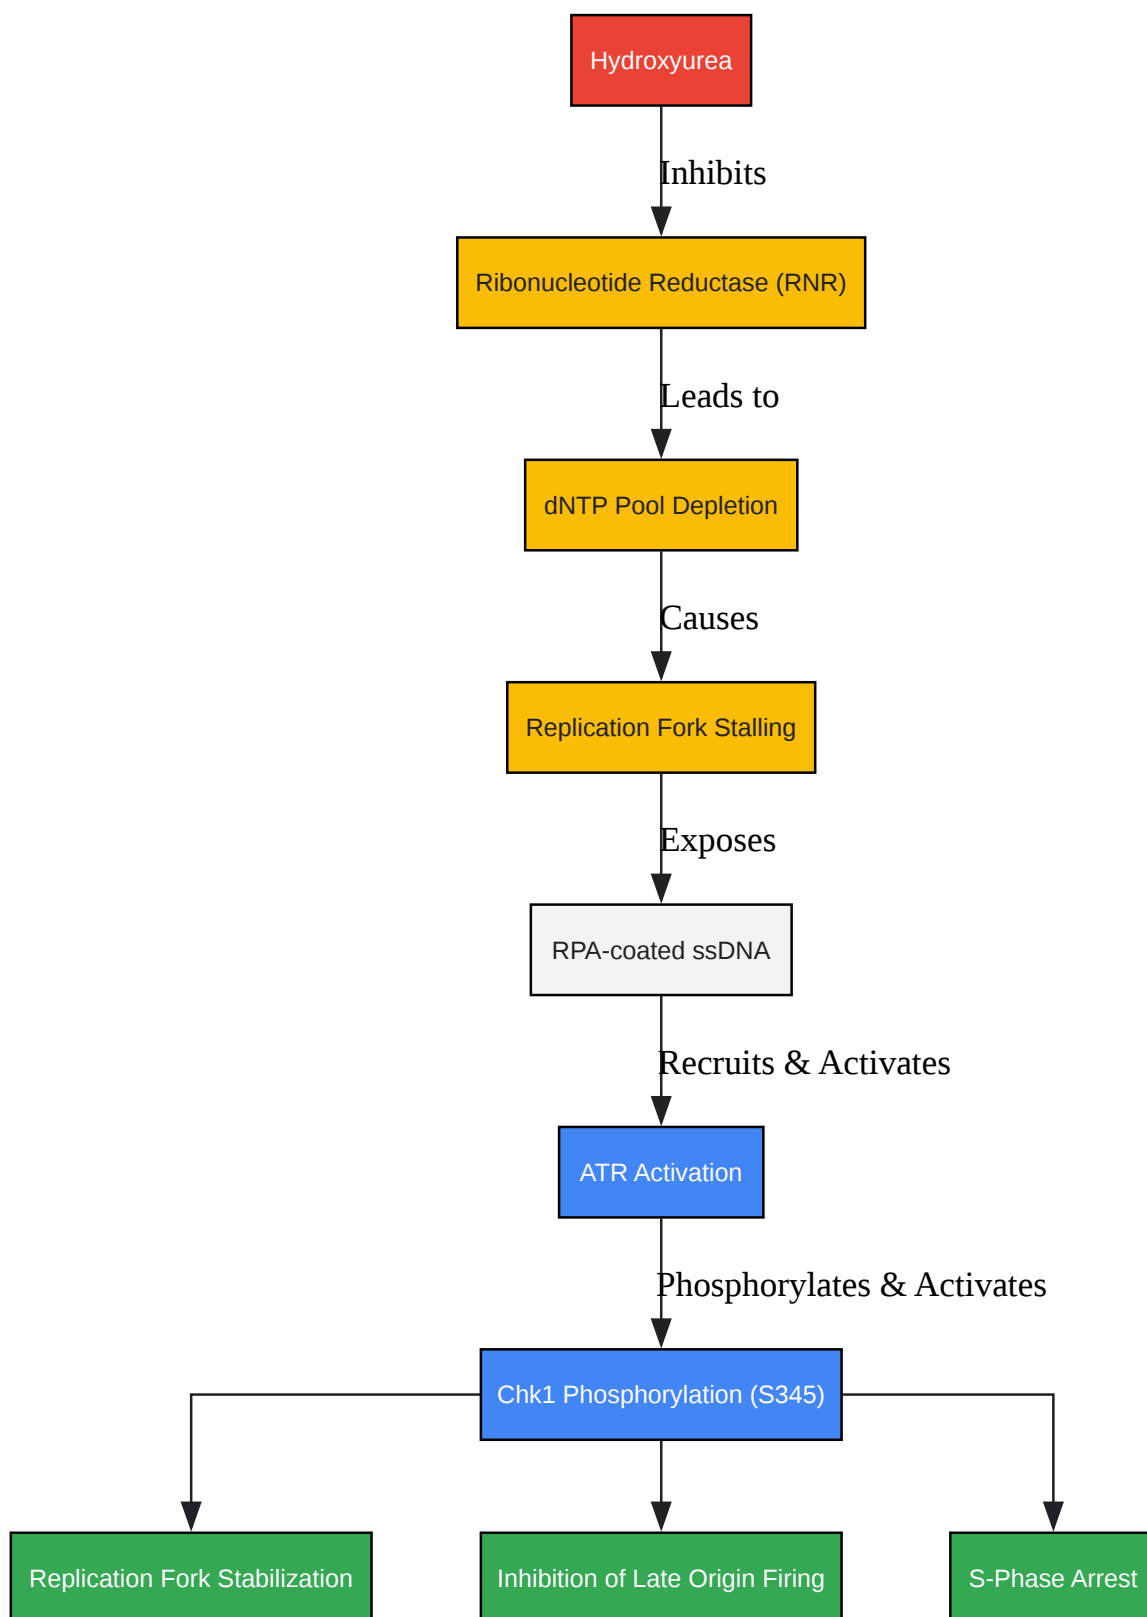 Hydroxyurea
Inhibits
Ribonucleotide Reductase (RNR)
Leads to
dNTP Pool Depletion
Causes
Replication Fork Stalling
Exposes
RPA-coated ssDNA
Recruits & Activates
ATR Activation
Phosphorylates & Activates
Chk1 Phosphorylation (S345)
Replication Fork Stabilization
Inhibition of Late Origin Firing
S-Phase Arrest